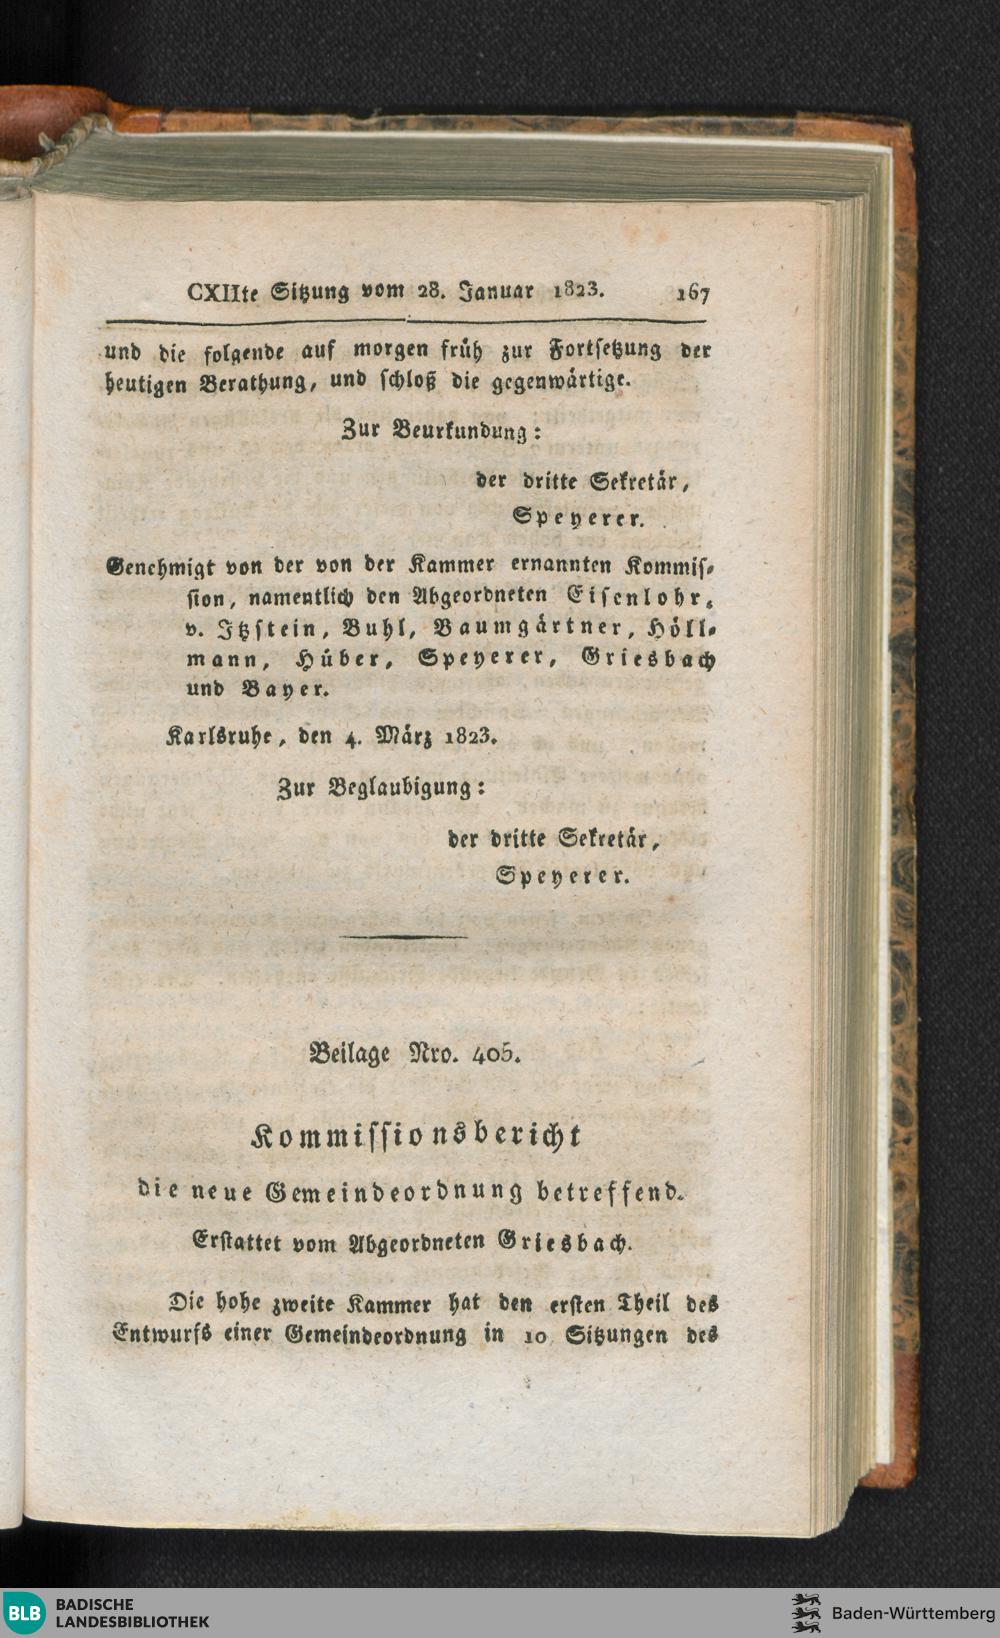 CXIIte Sitzung vom 28. Januar 1823. 167
und die folgende auf morgen früh zur Fortsetzung der
heutigen Berathung, und schloß die gegenwärtige.
Zur Beurkundung:
der dritte Sekretär,
Speyerer.
Genehmigt von der von der Kammer ernannten Kommis-
sion, namentlich den Abgeordneten Eisenlohr,
v. Itzstein, Buhl, Baumgärtner, Höll-
mann, Hüber, Speyerer, Griesbach
und Bayer.
Karlsruhe, den 4. März 1823.
Zur Beglaubigung:
der dritte Sekretär,
Speyerer.
Beilage Nro. 405.
Kommissionsbericht
die neue Gemeindeordnung betreffend.
Erstattet vom Abgeordneten Griesbach.
Die hohe zweite Kammer hat den ersten Theil des
Entwurfs einer Gemeindeordnung in 10 Sitzungen des
BLB BADISCHE
LANDESBIBLIOTHEK
Baden-Württemberg